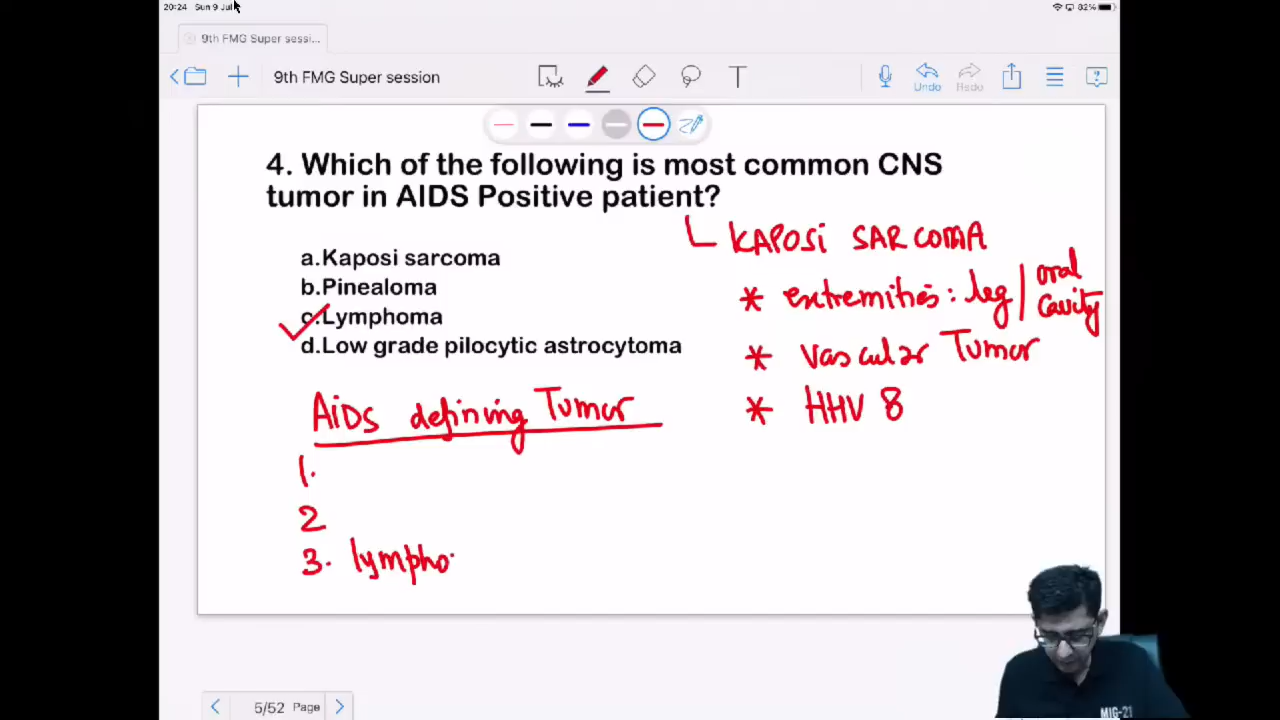 20:24 Sun 9 Jul
82%
9th FMG Super sessi...
9th FMG Super session
T
Undo
Redo
4. Which of the following is most common CNS
tumor in AIDS Positive patient?
a.Kaposi sarcoma
b.Pinealoma
c.Lymphoma
d.Low grade pilocytic astrocytoma
KAPOSi SARCOMA
* extremities: leg / oral cavity
* vascular Tumor
* HHV 8
AiDS defining Tumor
1.
2
3. lympho
5/52 Page
MIG-21